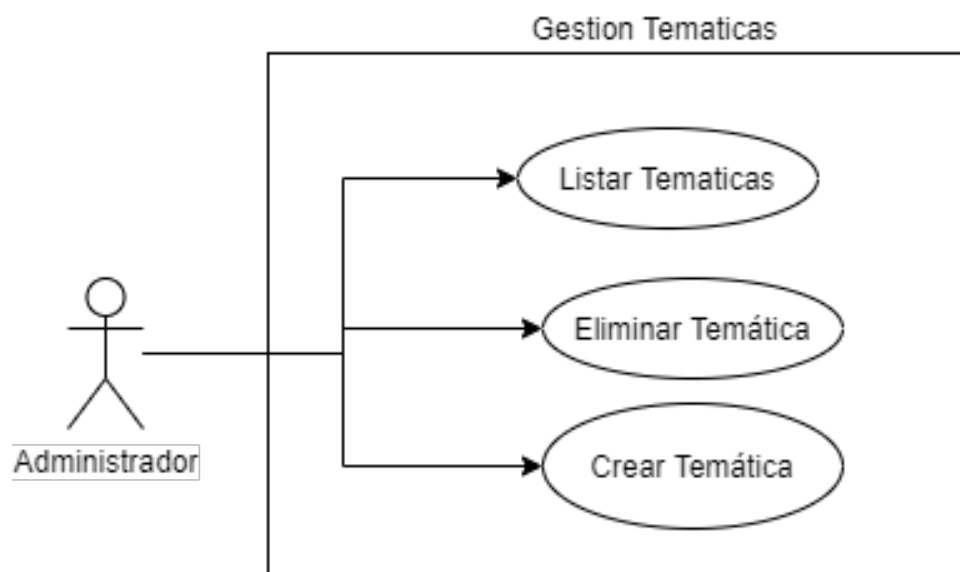 Gestion Tematicas
Listar Tematicas
Eliminar Temática
Administrador
Crear Temática